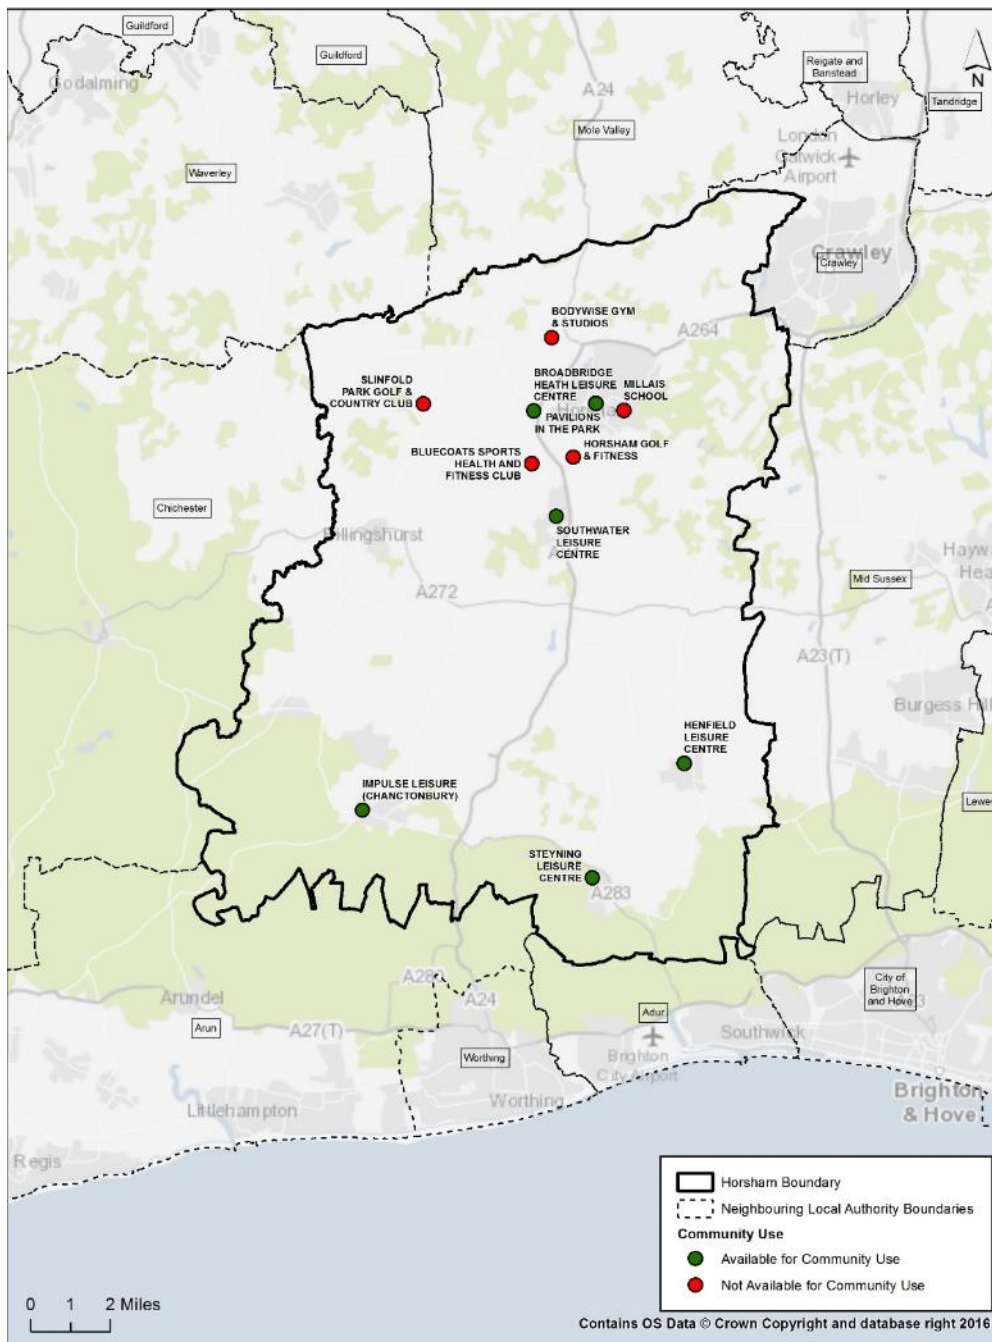 Guildford
Guildford
Godalming
A24
Reigate and
Banstead
Horley
N
Tandridge
Mole Valley
London
Gatwick
Airport
Waverley
Crawley
Crawley
BODYWISE GYM
& STUDIOS
A264
SLINFOLD
PARK GOLF &
COUNTRY CLUB
BROADBRIDGE
HEATH LEISURE
CENTRE
MILLAIS
SCHOOL
PAVILIONS
IN THE PARK
BLUECOATS SPORTS
HEALTH AND
FITNESS CLUB
HORSHAM GOLF
& FITNESS
Chichester
Billingshurst
SOUTHWATER
LEISURE
CENTRE
Mid Sussex
A272
A23(T)
Burgess Hill
HENFIELD
LEISURE
CENTRE
IMPULSE LEISURE
(CHANCTONBURY)
STEYNING
LEISURE
CENTRE
A283
Arundel
A24
City of
Brighton
and Hove
Arun
A27(T)
Adur
Southwick
Worthing
Brighton
City Airport
Littlehampton
Worthing
Brighton
& Hove
Regis
Horsham Boundary
Neighbouring Local Authority Boundaries
Community Use
Available for Community Use
Not Available for Community Use
0 1 2 Miles
Contains OS Data © Crown Copyright and database right 2016